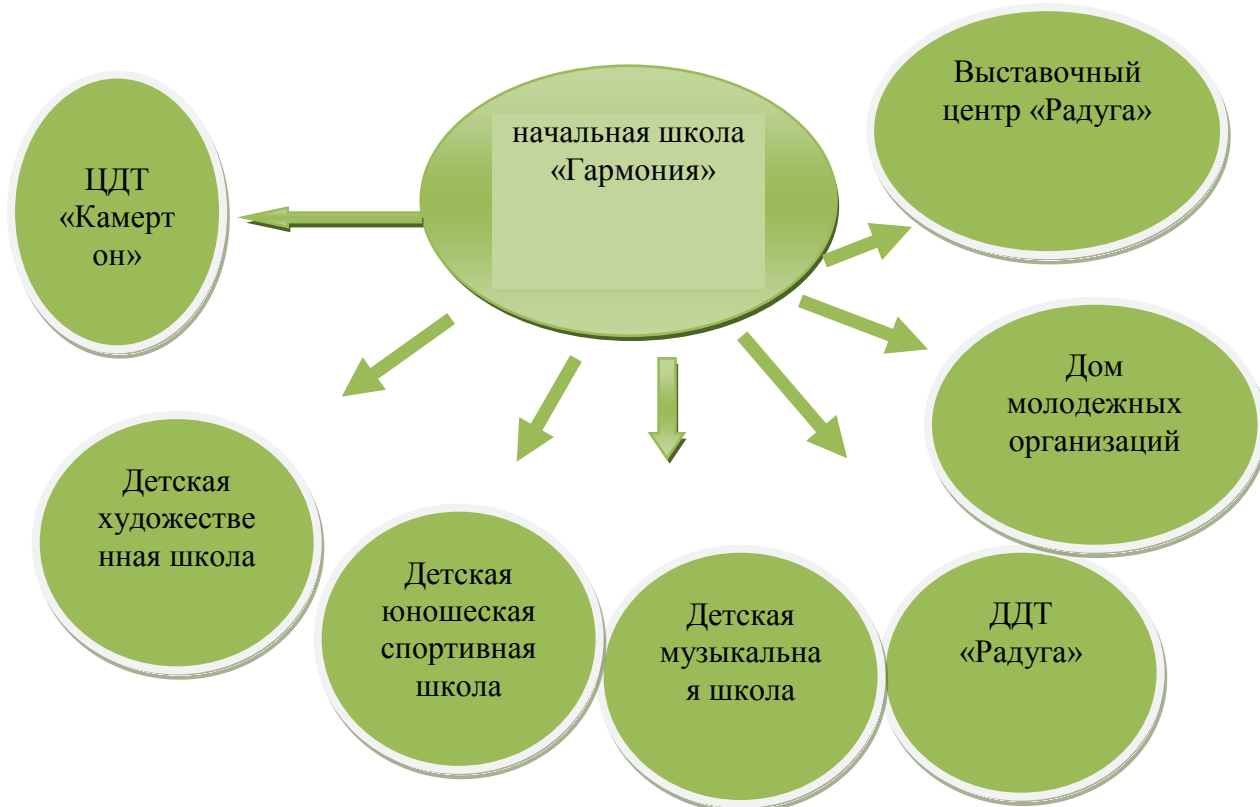 начальная школа
«Гармония»
Выставочный
центр «Радуга»
ЦДТ
«Камерт
он»
Дом
молодежных
организаций
Детская
художестве
нная школа
Детская
юношеская
спортивная
школа
Детская
музыкальна
я школа
ДДТ
«Радуга»